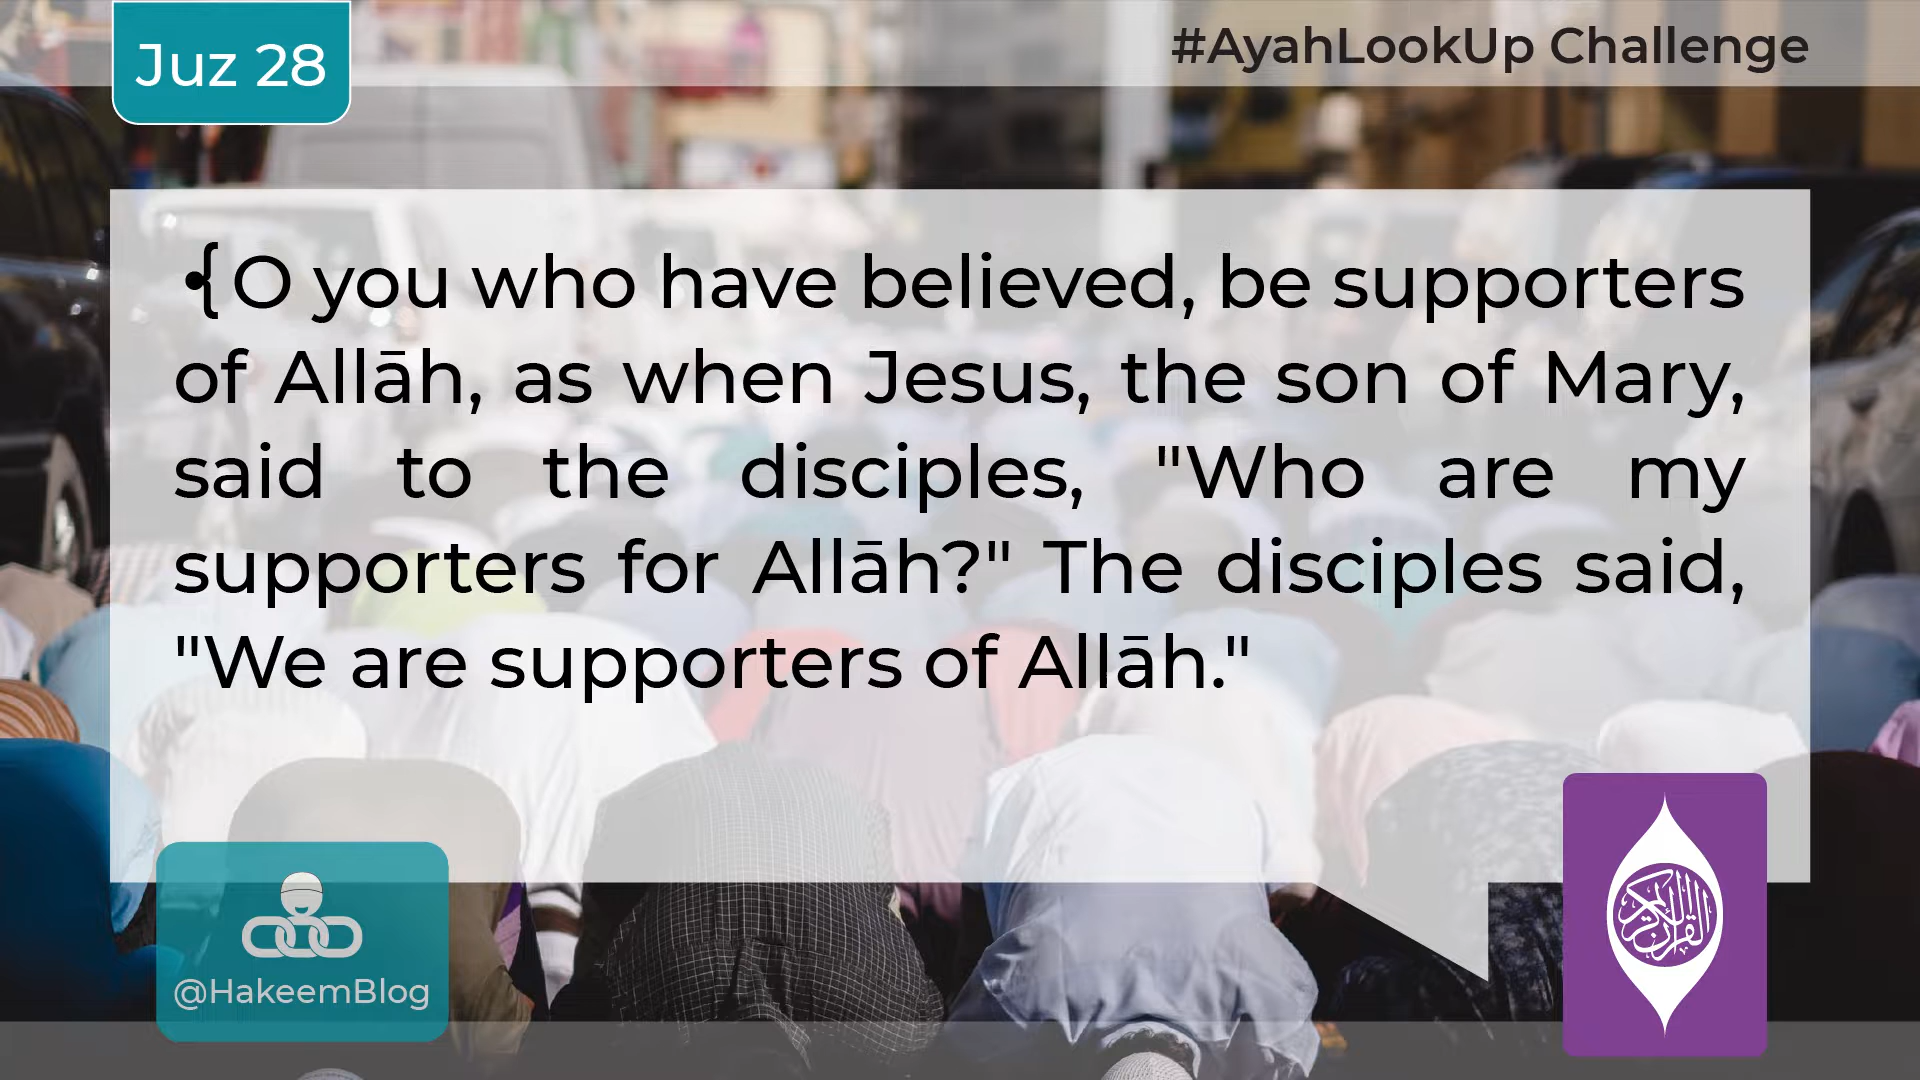 Juz 28
#AyahLookUp Challenge
{O you who have believed, be supporters
of Allāh, as when Jesus, the son of Mary,
said to the disciples, "Who are my
supporters for Allāh?" The disciples said,
"We are supporters of Allāh."
@HakeemBlog
القرآن الكريم